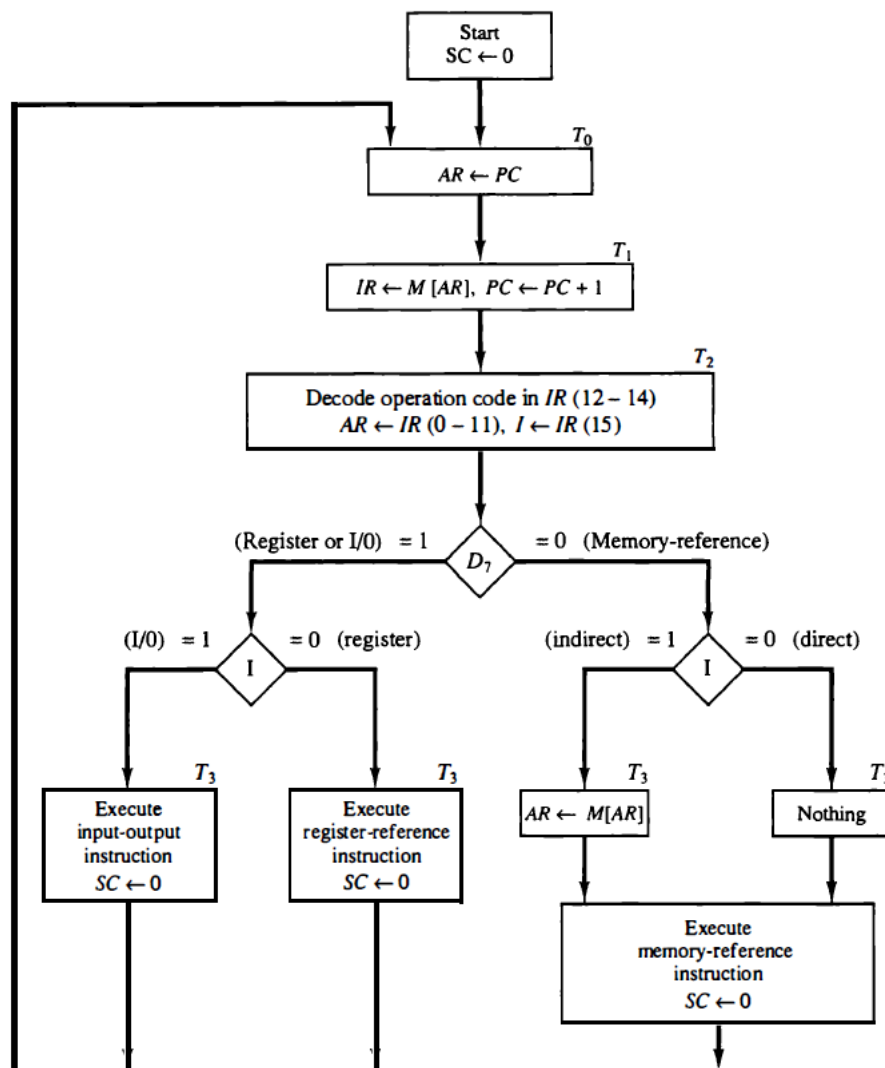 Start
SC ← 0
T₀
AR ← PC
T₁
IR ← M [AR], PC ← PC + 1
T₂
Decode operation code in IR (12 – 14)
AR ← IR (0 – 11), I ← IR (15)
(Register or I/0) = 1
D₇
= 0 (Memory-reference)
(I/0) = 1
I
= 0 (register)
(indirect) = 1
I
= 0 (direct)
T₃
Execute
input-output
instruction
SC ← 0
T₃
Execute
register-reference
instruction
SC ← 0
T₃
AR ← M[AR]
Nothing
Execute
memory-reference
instruction
SC ← 0